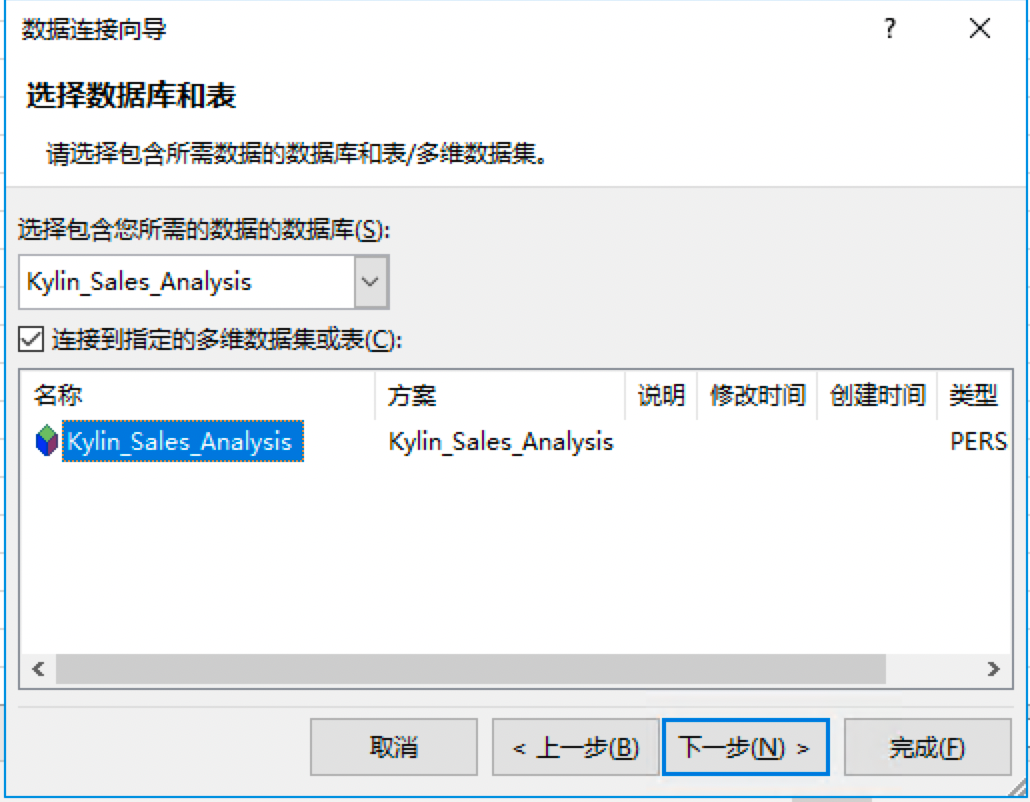 数据连接向导
?
选择数据库和表
请选择包含所需数据的数据库和表/多维数据集。
选择包含您所需的数据的数据库(S):
Kylin_Sales_Analysis
连接到指定的多维数据集或表(C):
名称 方案 说明 修改时间 创建时间 类型
Kylin_Sales_Analysis Kylin_Sales_Analysis PERS
取消 < 上一步(B) 下一步(N) > 完成(F)